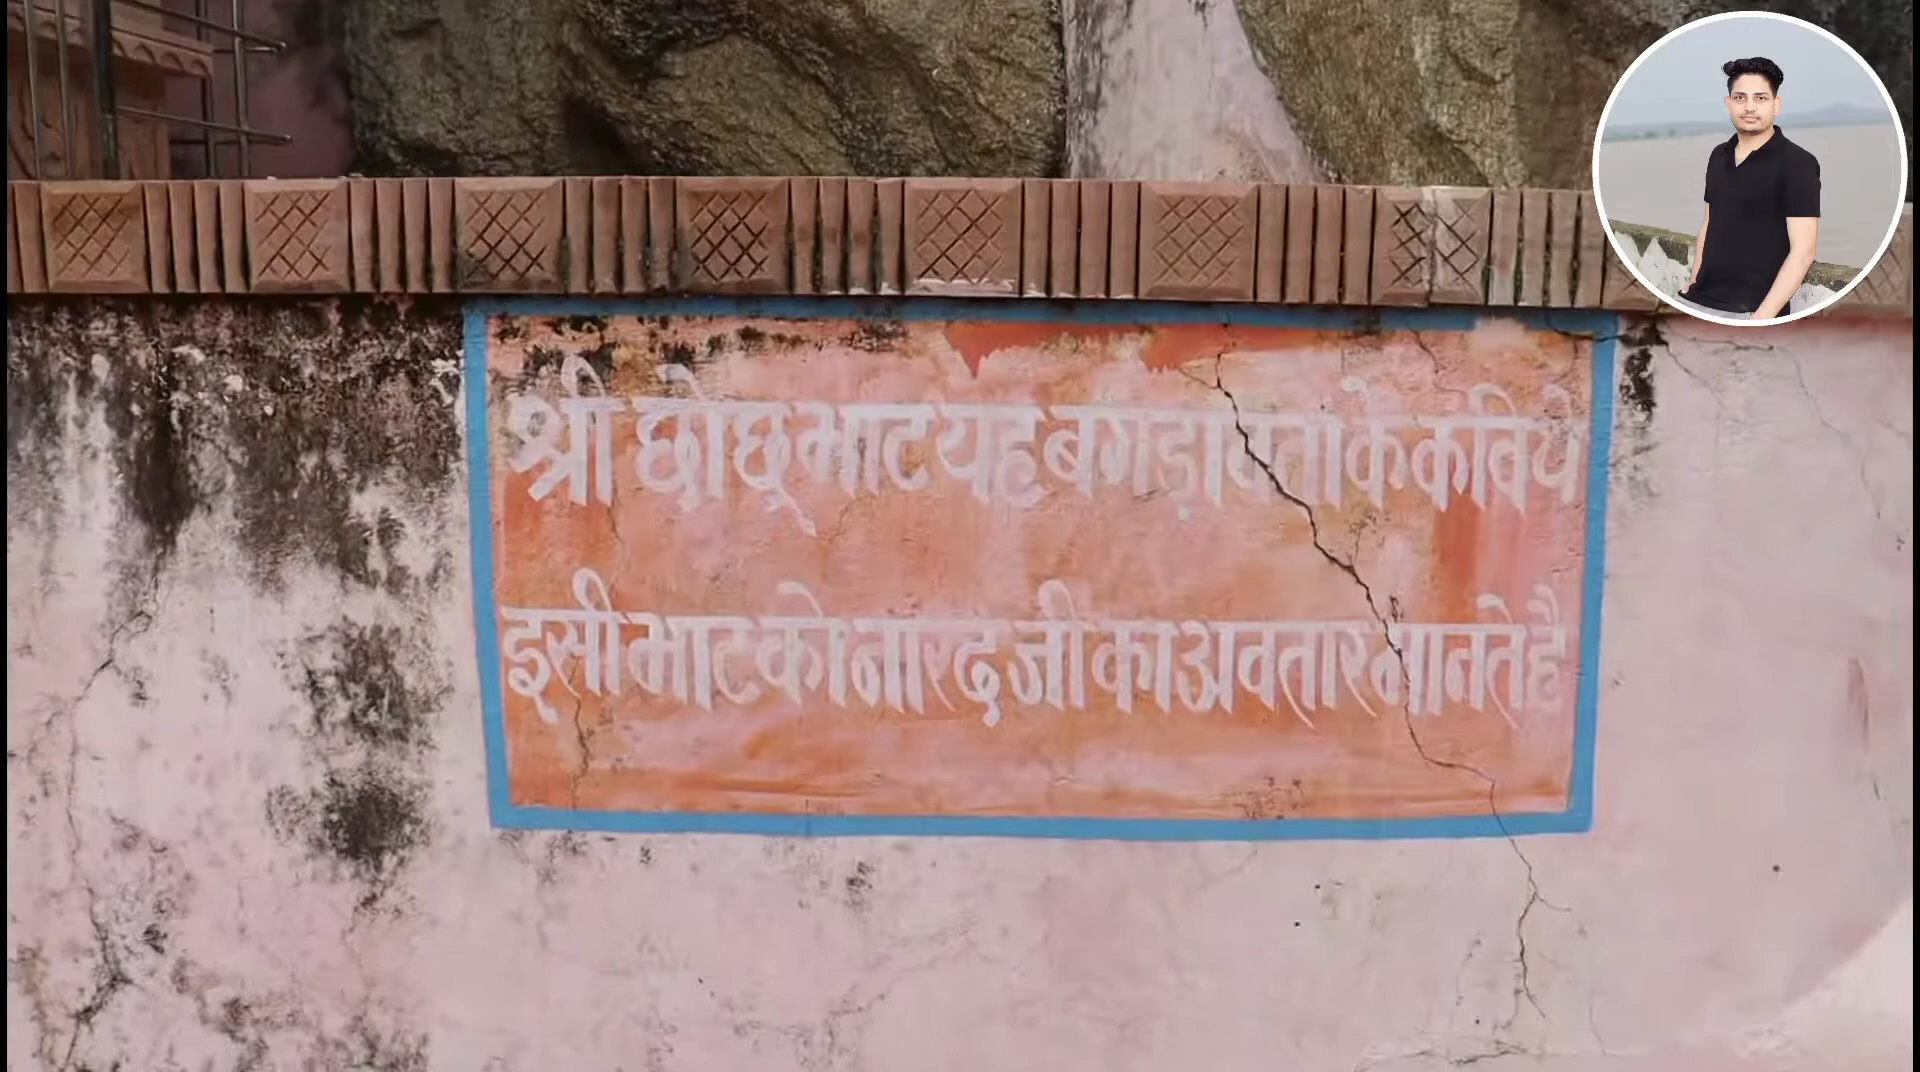 श्री छोछू भाट यह बगड़ावतो के कवि थे
इसी भाट को नारद जी का अवतार मानते है